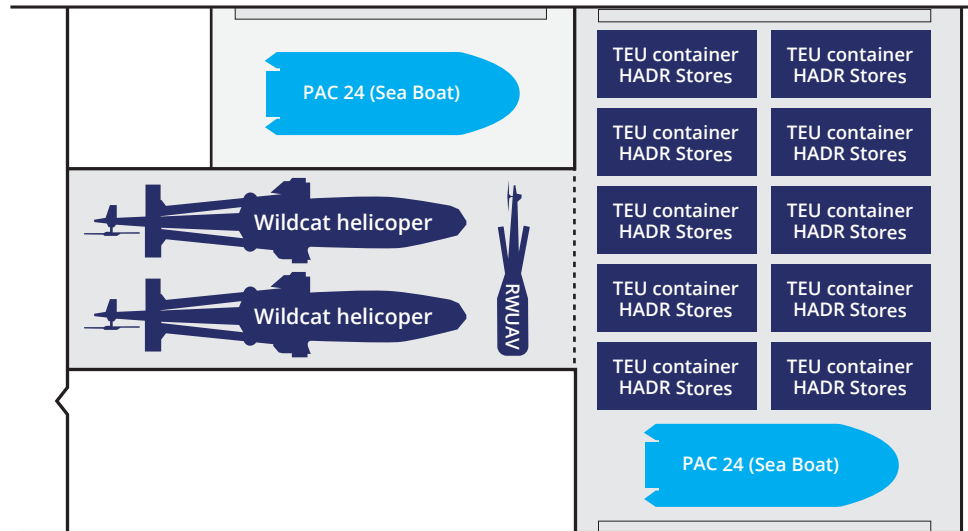 PAC 24 (Sea Boat)
Wildcat helicoper
Wildcat helicoper
RWUAV
TEU container
HADR Stores
TEU container
HADR Stores
TEU container
HADR Stores
TEU container
HADR Stores
TEU container
HADR Stores
TEU container
HADR Stores
TEU container
HADR Stores
TEU container
HADR Stores
TEU container
HADR Stores
TEU container
HADR Stores
PAC 24 (Sea Boat)